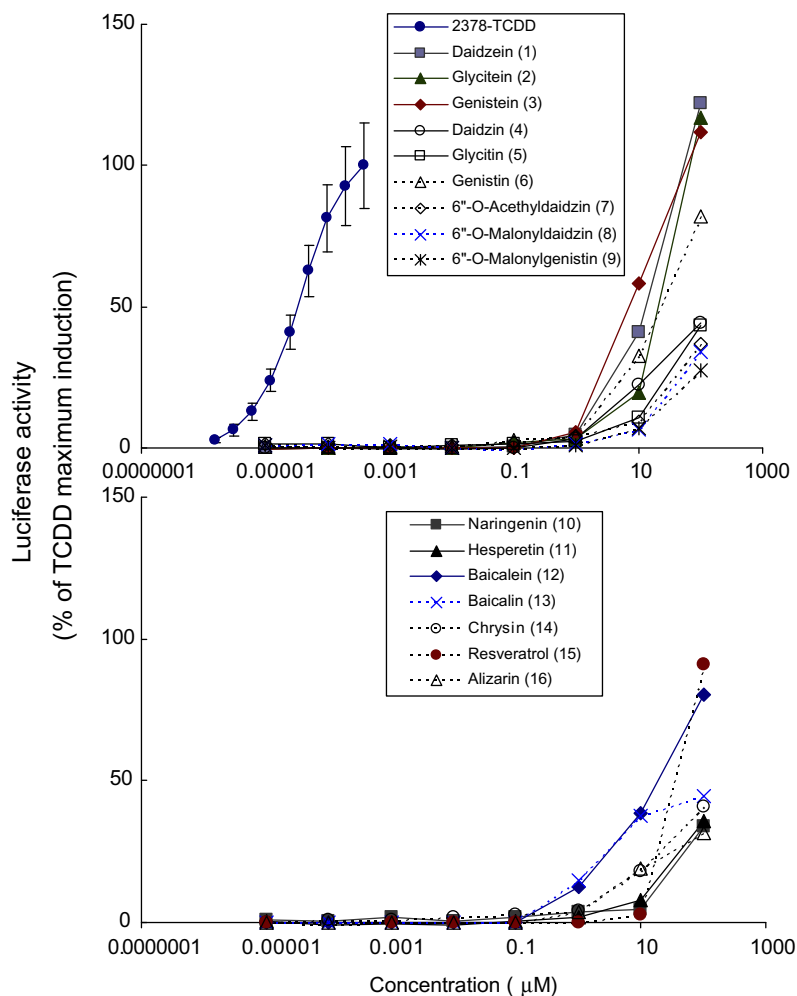 Luciferase activity
(% of TCDD maximum induction)
150
100
50
0
2378-TCDD
Daidzein (1)
Glycitein (2)
Genistein (3)
Daidzin (4)
Glycitin (5)
Genistin (6)
6"-O-Acethyldaidzin (7)
6"-O-Malonyldaidzin (8)
6"-O-Malonylgenistin (9)
0.0000001 0.00001 0.001 0.1 10 1000
150
100
50
0
Naringenin (10)
Hesperetin (11)
Baicalein (12)
Baicalin (13)
Chrysin (14)
Resveratrol (15)
Alizarin (16)
0.0000001 0.00001 0.001 0.1 10 1000
Concentration ( μM)